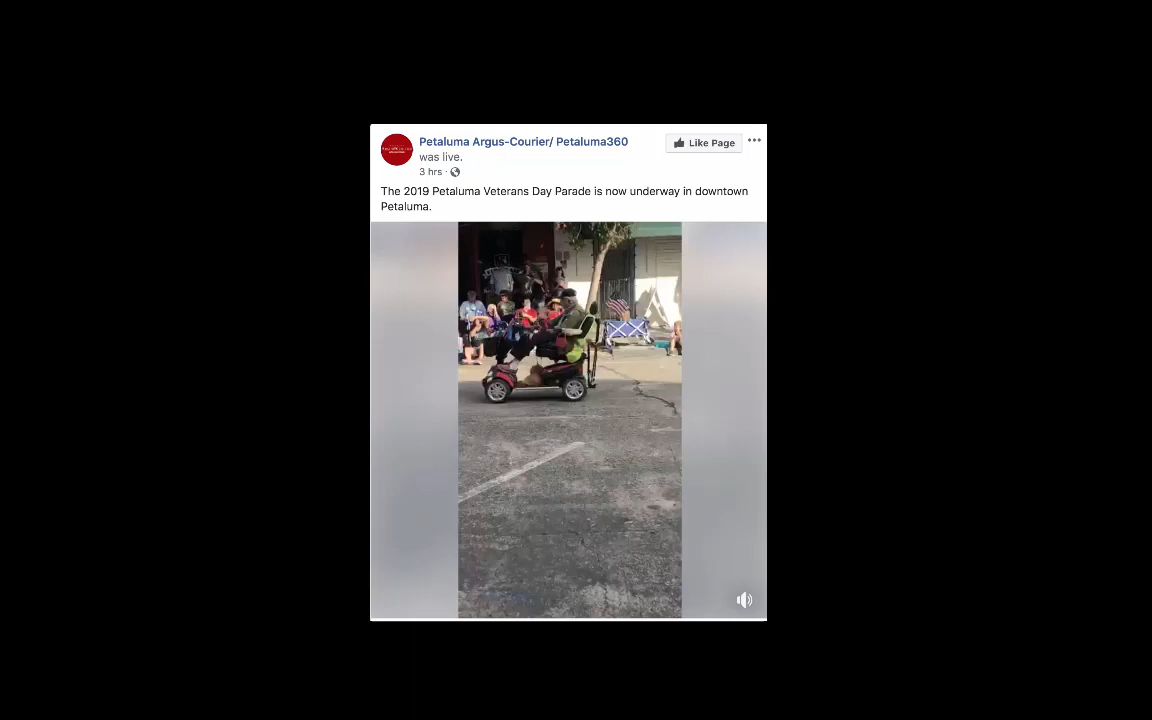 Petaluma Argus-Courier/ Petaluma360
was live.
3 hrs ·
Like Page
The 2019 Petaluma Veterans Day Parade is now underway in downtown
Petaluma.